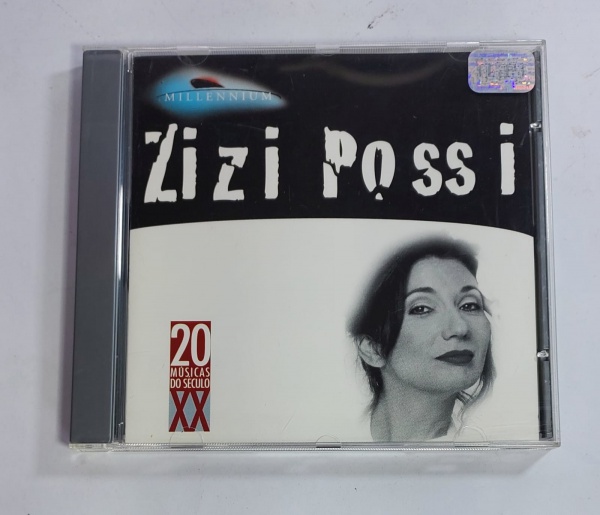 MILLENNIUM
Zizi Possi
20
MÚSICAS
DO SÉCULO
XX